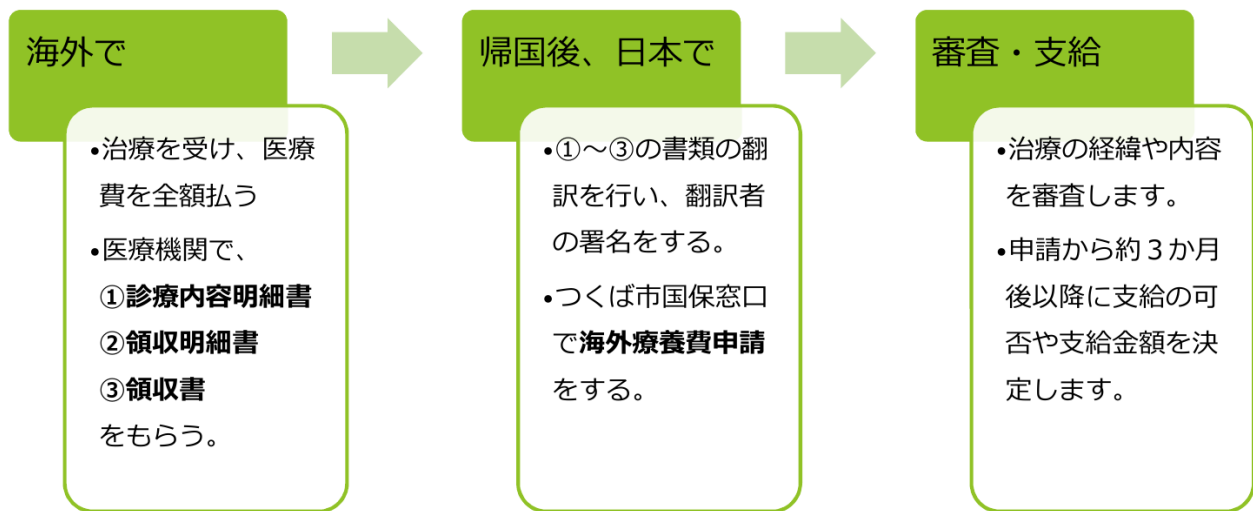 海外で
•治療を受け、医療
費を全額払う
•医療機関で、
①診療内容明細書
②領収明細書
③領収書
をもらう。
帰国後、日本で
•①～③の書類の翻
訳を行い、翻訳者
の署名をする。
•つくば市国保窓口
で海外療養費申請
をする。
審査・支給
•治療の経緯や内容
を審査します。
•申請から約３か月
後以降に支給の可
否や支給金額を決
定します。